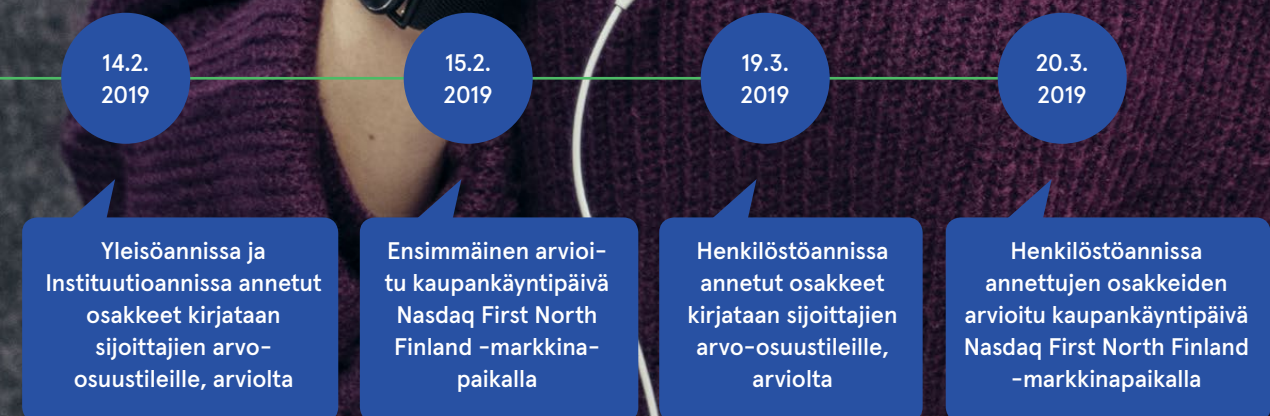 14.2.
2019
15.2.
2019
19.3.
2019
20.3.
2019
Yleisöannissa ja
Instituutioannissa annetut
osakkeet kirjataan
sijoittajien arvo-
osuustileille, arviolta
Ensimmäinen arvioi-
tu kaupankäyntipäivä
Nasdaq First North
Finland -markkina-
paikalla
Henkilöstöannissa
annetut osakkeet
kirjataan sijoittajien
arvo-osuustileille,
arviolta
Henkilöstöannissa
annettujen osakkeiden
arvioitu kaupankäyntipäivä
Nasdaq First North Finland
-markkinapaikalla